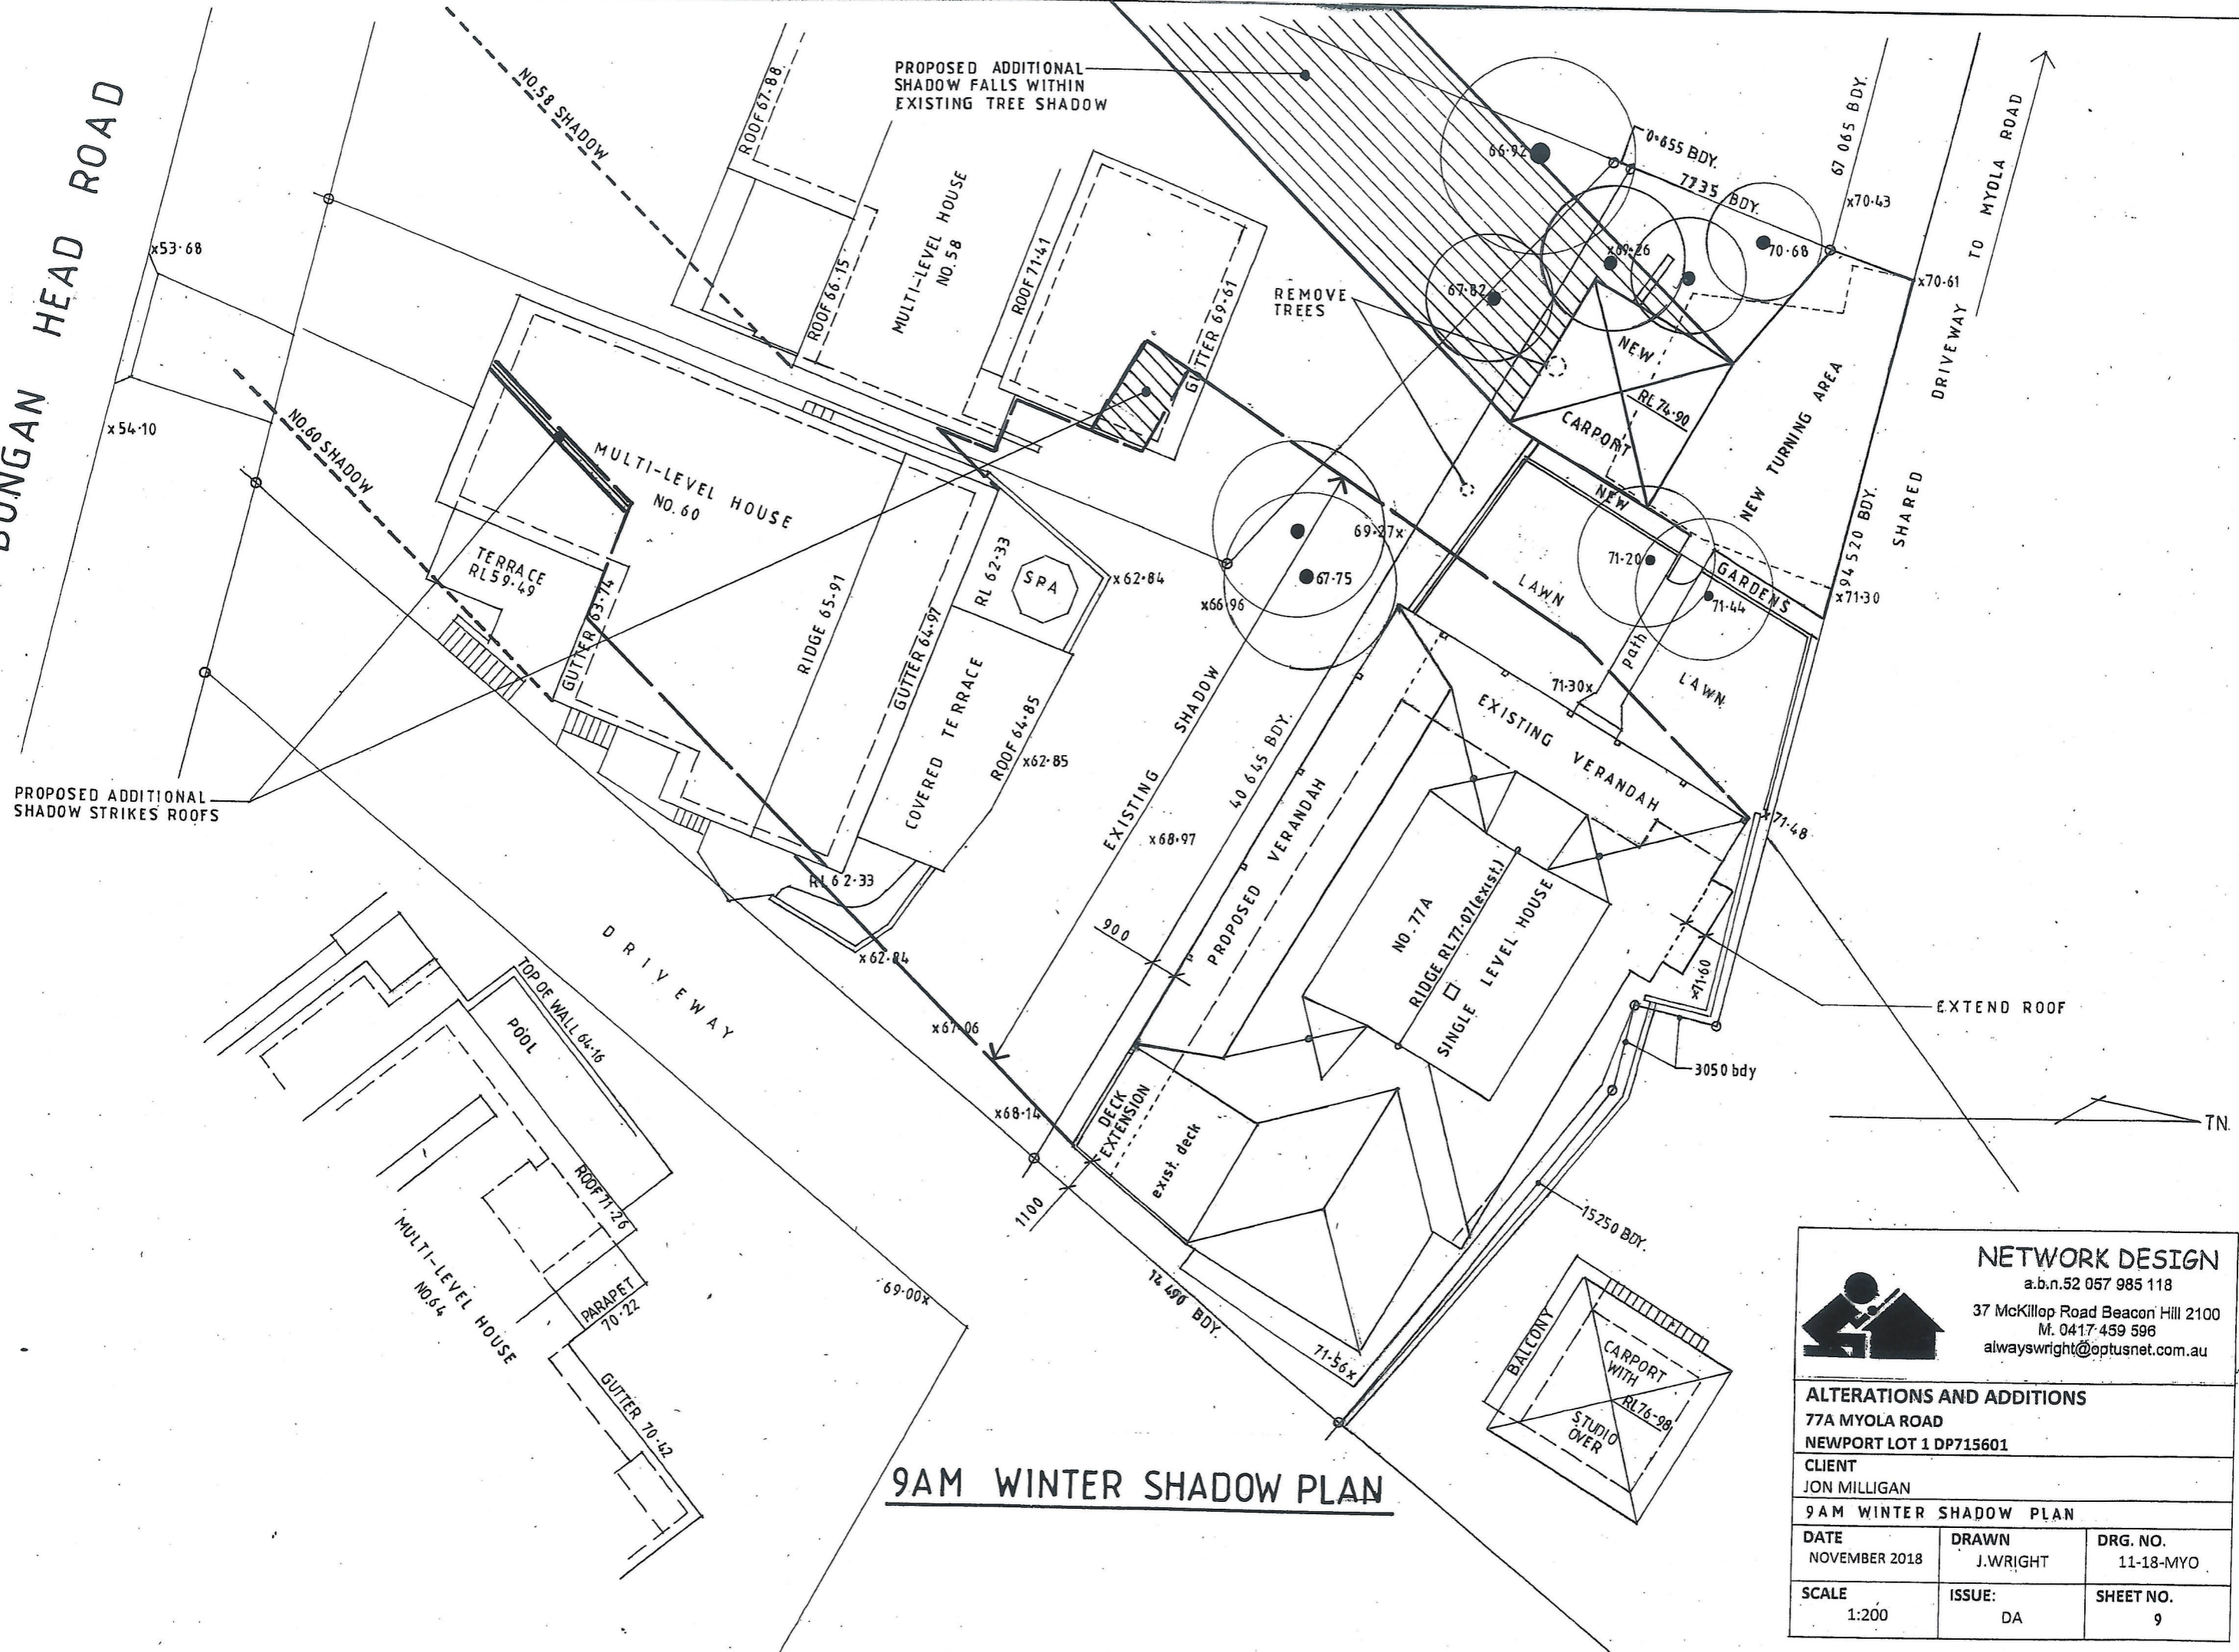 BUNGAN HEAD ROAD
x53·68
x54·10
NO.58 SHADOW
NO.60 SHADOW
ROOF 67·88
PROPOSED ADDITIONAL
SHADOW FALLS WITHIN
EXISTING TREE SHADOW
ROOF 66·15
MULTI-LEVEL HOUSE
NO.58
ROOF 71·41
GUTTER 69·61
REMOVE
TREES
66·92
0·655 BDY.
7735 BDY.
67 065 BDY.
x70·43
x69·26
70·68
67·82
x70·61
SHARED DRIVEWAY TO MYOLA ROAD
NEW
CARPORT
RL 74·90
NEW TURNING AREA
94 520 BDY.
MULTI-LEVEL HOUSE
NO.60
TERRACE
RL59·49
GUTTER 63·74
RIDGE 65·91
GUTTER 64·97
RL 62·33
SPA
x62·84
COVERED TERRACE
ROOF 64·85
x62·85
x66·96
69·27x
67·75
NEW
GARDENS
71·20
71·44
x71·30
LAWN
path
LAWN
71·30x
EXISTING VERANDAH
71·48
EXISTING SHADOW
40 645 BDY.
x68·97
PROPOSED VERANDAH
900
NO.77A
RIDGE RL77·07(exist.)
SINGLE LEVEL HOUSE
x71·60
EXTEND ROOF
3050 bdy
TN.
PROPOSED ADDITIONAL
SHADOW STRIKES ROOFS
RL62·33
x62·84
x67·06
x68·14
DECK
EXTENSION
exist. deck
1100
DRIVEWAY
TOP OF WALL 64·16
POOL
ROOF 71·26
MULTI-LEVEL HOUSE
NO.64
PARAPET
70·22
GUTTER 70·42
69·00x
14 490 BDY.
71·56x
15250 BDY.
BALCONY
CARPORT
WITH
STUDIO
OVER
RL76·98
9AM WINTER SHADOW PLAN
NETWORK DESIGN
a.b.n.52 057 985 118
37 McKillop Road Beacon Hill 2100
M. 0417 459 596
alwayswright@optusnet.com.au
ALTERATIONS AND ADDITIONS
77A MYOLA ROAD
NEWPORT LOT 1 DP715601
CLIENT
JON MILLIGAN
9AM WINTER SHADOW PLAN
DATE
NOVEMBER 2018
DRAWN
J.WRIGHT
DRG. NO.
11-18-MYO
SCALE
1:200
ISSUE:
DA
SHEET NO.
9